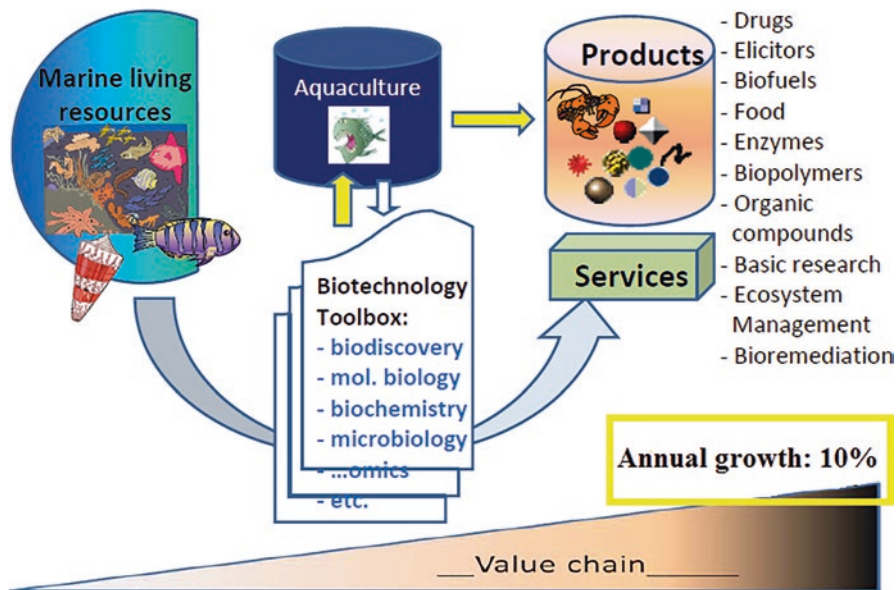 Marine living
resources
Aquaculture
Products
Services
- Drugs
- Elicitors
- Biofuels
- Food
- Enzymes
- Biopolymers
- Organic
compounds
- Basic research
- Ecosystem
Management
- Bioremediation
Biotechnology
Toolbox:
- biodiscovery
- mol. biology
- biochemistry
- microbiology
- ...omics
- etc.
Annual growth: 10%
__Value chain______